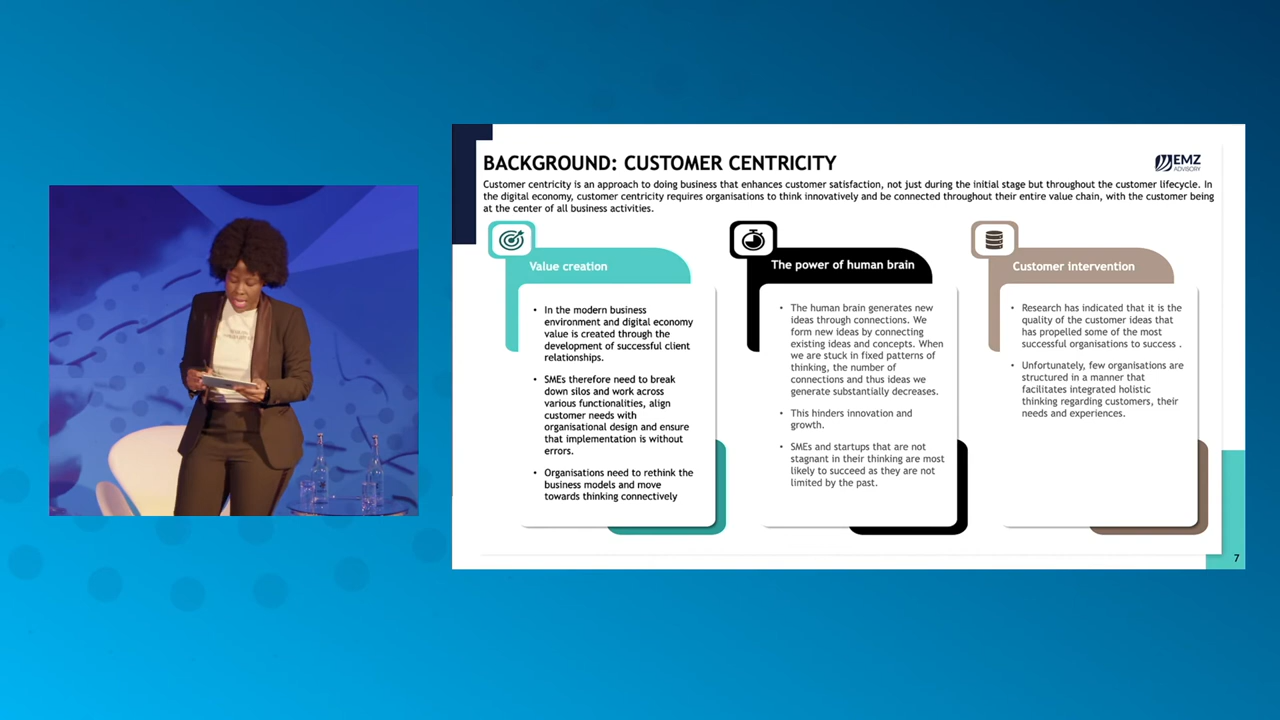 BACKGROUND: CUSTOMER CENTRICITY
EMZ
ADVISORY
Customer centricity is an approach to doing business that enhances customer satisfaction, not just during the initial stage but throughout the customer lifecycle. In
the digital economy, customer centricity requires organisations to think innovatively and be connected throughout their entire value chain, with the customer being
at the center of all business activities.
Value creation
• In the modern business
environment and digital economy
value is created through the
development of successful client
relationships.
• SMEs therefore need to break
down silos and work across
various functionalities, align
customer needs with
organisational design and ensure
that implementation is without
errors.
• Organisations need to rethink the
business models and move
towards thinking connectively
The power of human brain
• The human brain generates new
ideas through connections. We
form new ideas by connecting
existing ideas and concepts. When
we are stuck in fixed patterns of
thinking, the number of
connections and thus ideas we
generate substantially decreases.
• This hinders innovation and
growth.
• SMEs and startups that are not
stagnant in their thinking are most
likely to succeed as they are not
limited by the past.
Customer intervention
• Research has indicated that it is the
quality of the customer ideas that
has propelled some of the most
successful organisations to success .
• Unfortunately, few organisations are
structured in a manner that
facilitates integrated holistic
thinking regarding customers, their
needs and experiences.
7